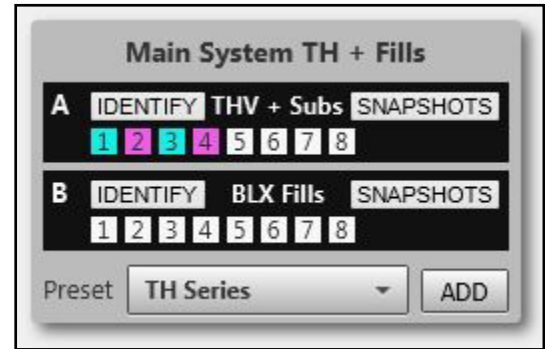 Main System TH + Fills
A IDENTIFY THV + Subs SNAPSHOTS
1 2 3 4 5 6 7 8
B IDENTIFY BLX Fills SNAPSHOTS
1 2 3 4 5 6 7 8
Preset TH Series ADD